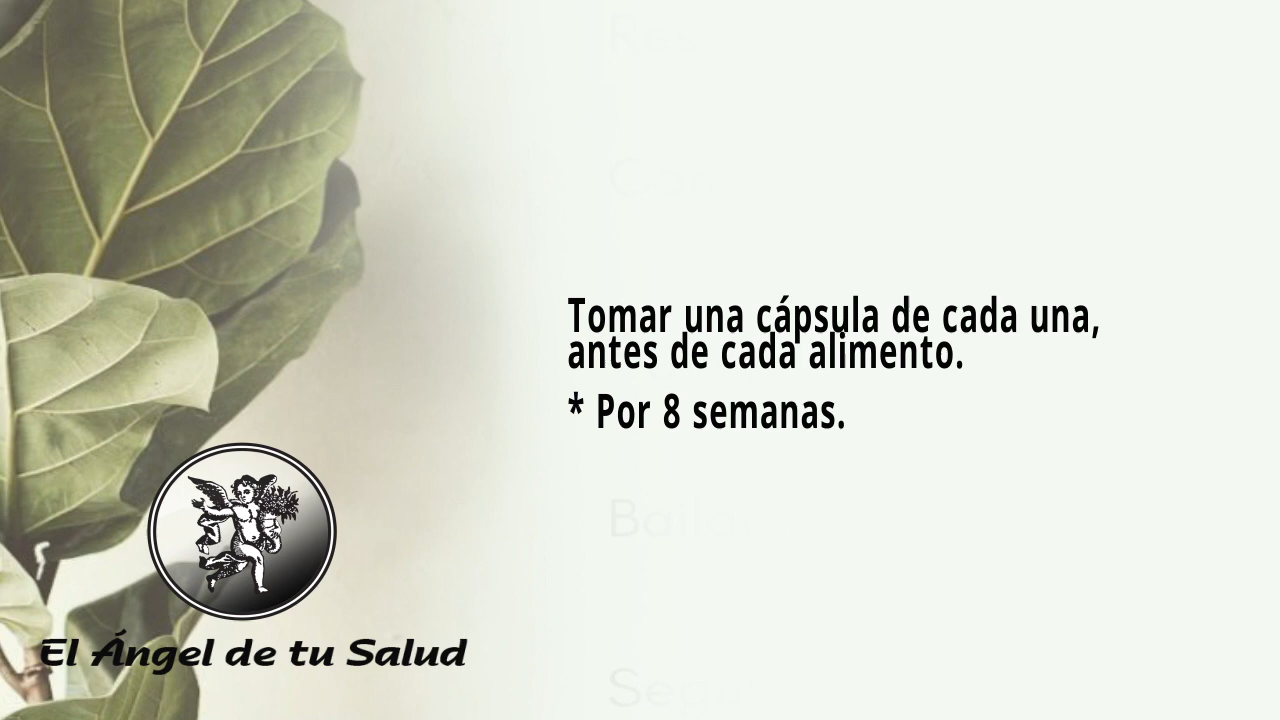 Tomar una cápsula de cada una,
antes de cada alimento.
* Por 8 semanas.
El Ángel de tu Salud